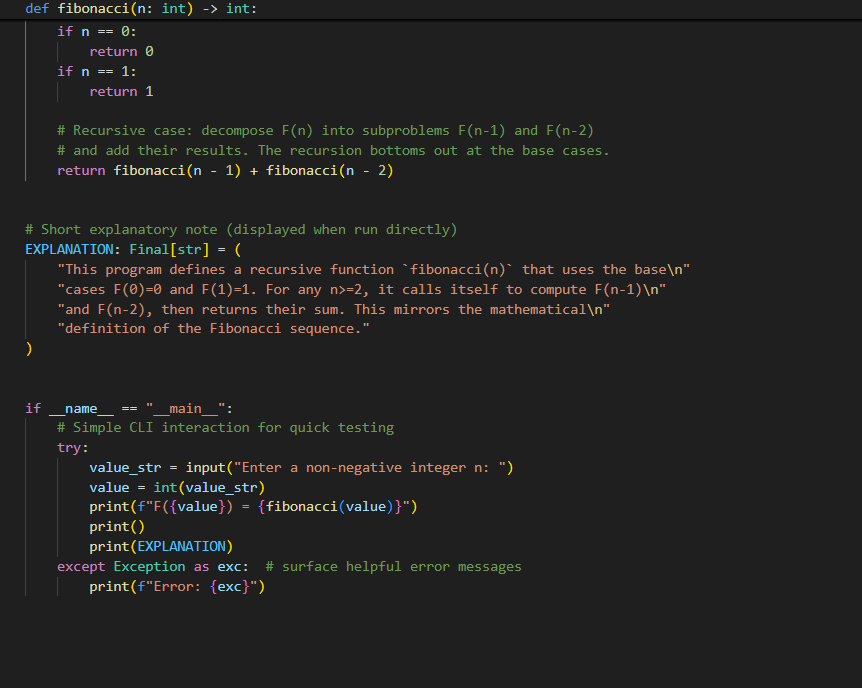 def fibonacci(n: int) -> int:
    if n == 0:
        return 0
    if n == 1:
        return 1

    # Recursive case: decompose F(n) into subproblems F(n-1) and F(n-2)
    # and add their results. The recursion bottoms out at the base cases.
    return fibonacci(n - 1) + fibonacci(n - 2)


# Short explanatory note (displayed when run directly)
EXPLANATION: Final[str] = (
    "This program defines a recursive function `fibonacci(n)` that uses the base\n"
    "cases F(0)=0 and F(1)=1. For any n>=2, it calls itself to compute F(n-1)\n"
    "and F(n-2), then returns their sum. This mirrors the mathematical\n"
    "definition of the Fibonacci sequence."
)


if __name__ == "__main__":
    # Simple CLI interaction for quick testing
    try:
        value_str = input("Enter a non-negative integer n: ")
        value = int(value_str)
        print(f"F({value}) = {fibonacci(value)}")
        print()
        print(EXPLANATION)
    except Exception as exc:  # surface helpful error messages
        print(f"Error: {exc}")